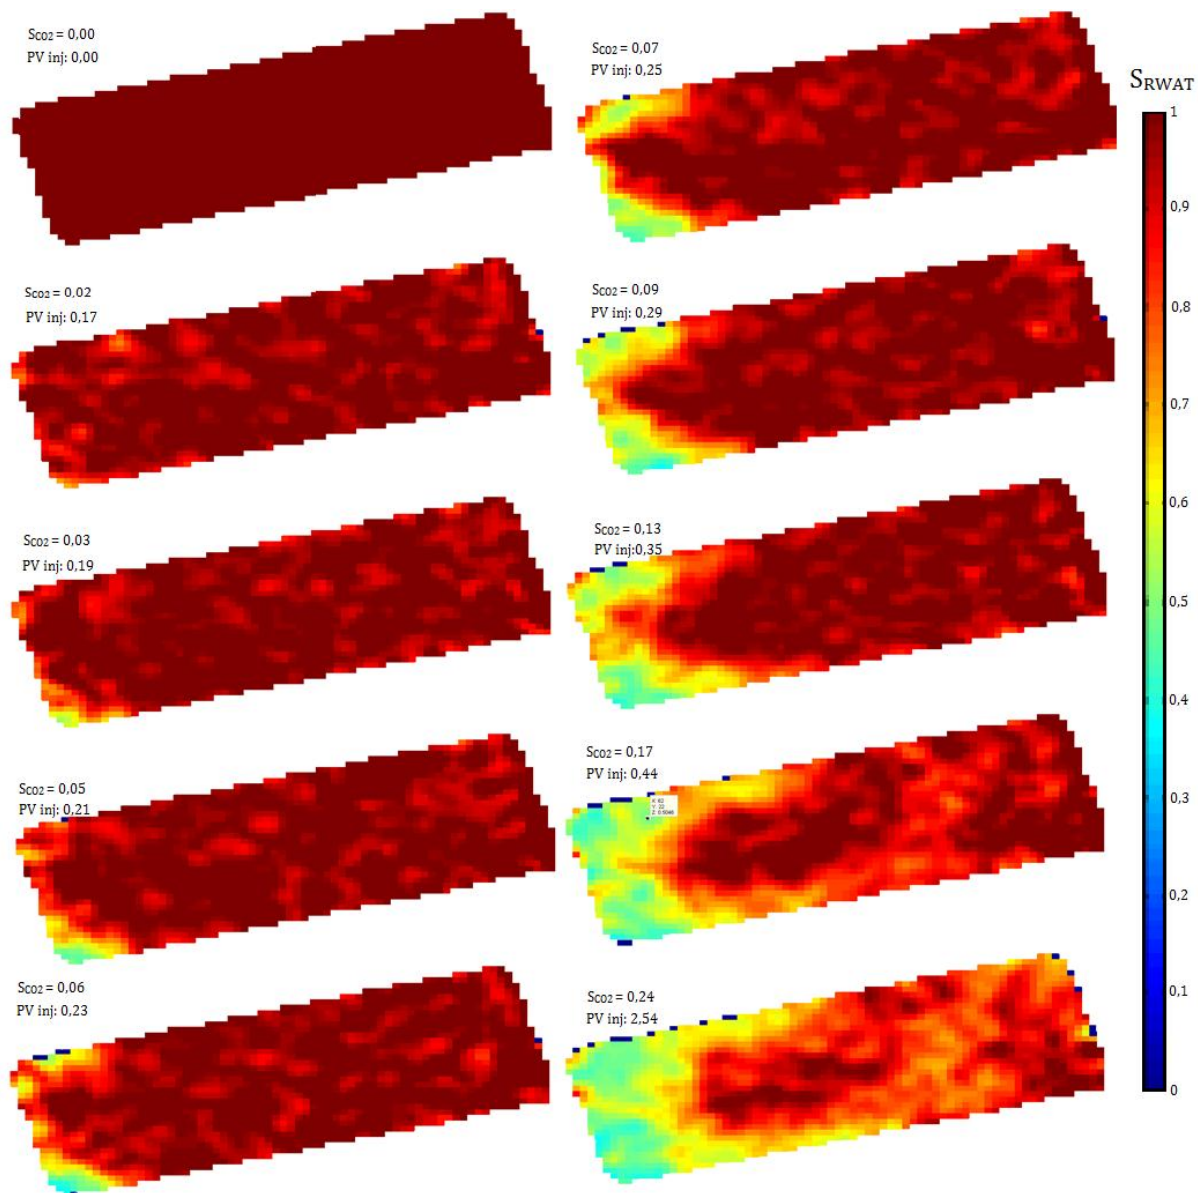 Sco2 = 0,00
PV inj: 0,00
Sco2 = 0,02
PV inj: 0,17
Sco2 = 0,03
PV inj: 0,19
Sco2 = 0,05
PV inj: 0,21
Sco2 = 0,06
PV inj: 0,23
Sco2 = 0,07
PV inj: 0,25
Sco2 = 0,09
PV inj: 0,29
Sco2 = 0,13
PV inj:0,35
Sco2 = 0,17
PV inj: 0,44
Sco2 = 0,24
PV inj: 2,54
SRWAT
1
0,9
0,8
0,7
0,6
0,5
0,4
0,3
0,2
0,1
0